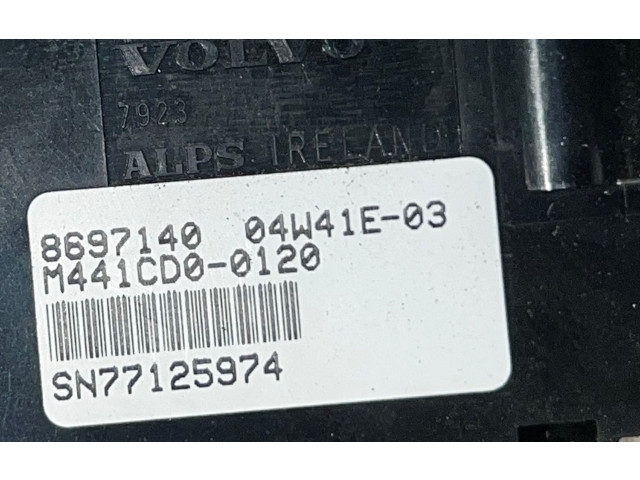 VOLVO
7923
ALPS IRELAND
8697140 04W41E-03
M441CD0-0120
SN77125974